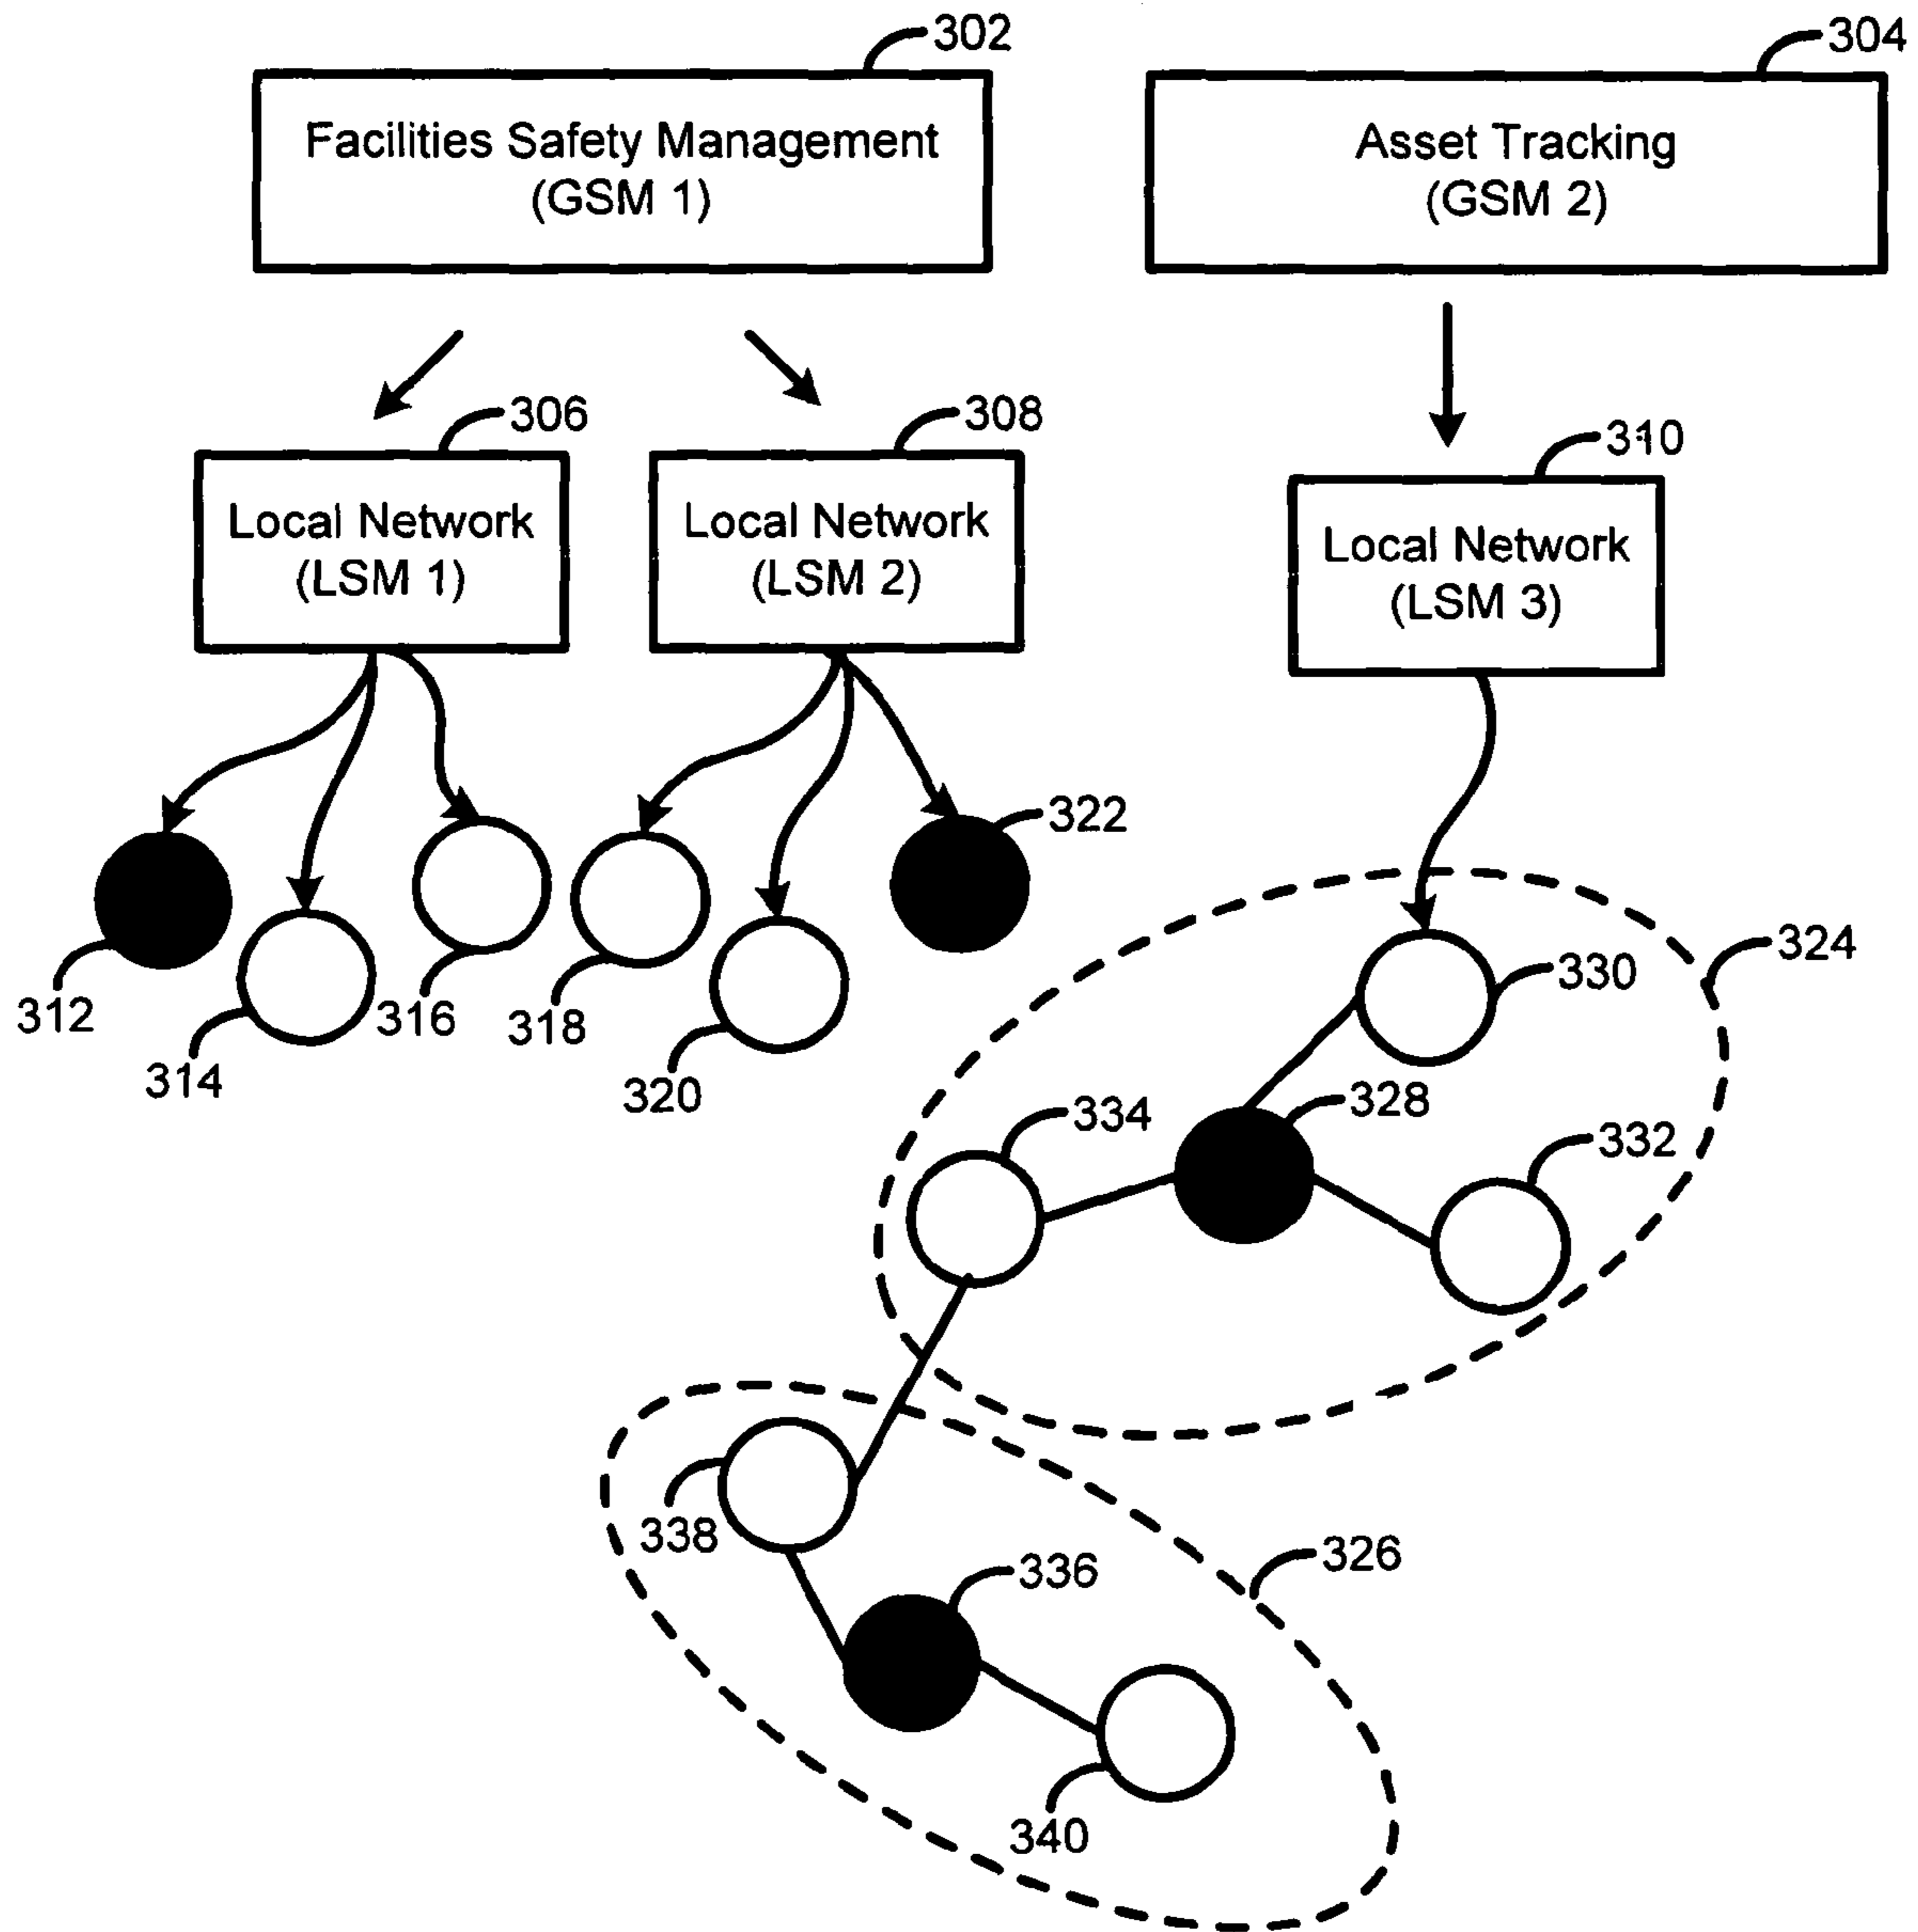 302
304
Facilities Safety Management
(GSM 1)
Asset Tracking
(GSM 2)
306
308
310
Local Network
(LSM 1)
Local Network
(LSM 2)
Local Network
(LSM 3)
322
324
330
312
316
318
314
320
328
334
332
338
326
336
340